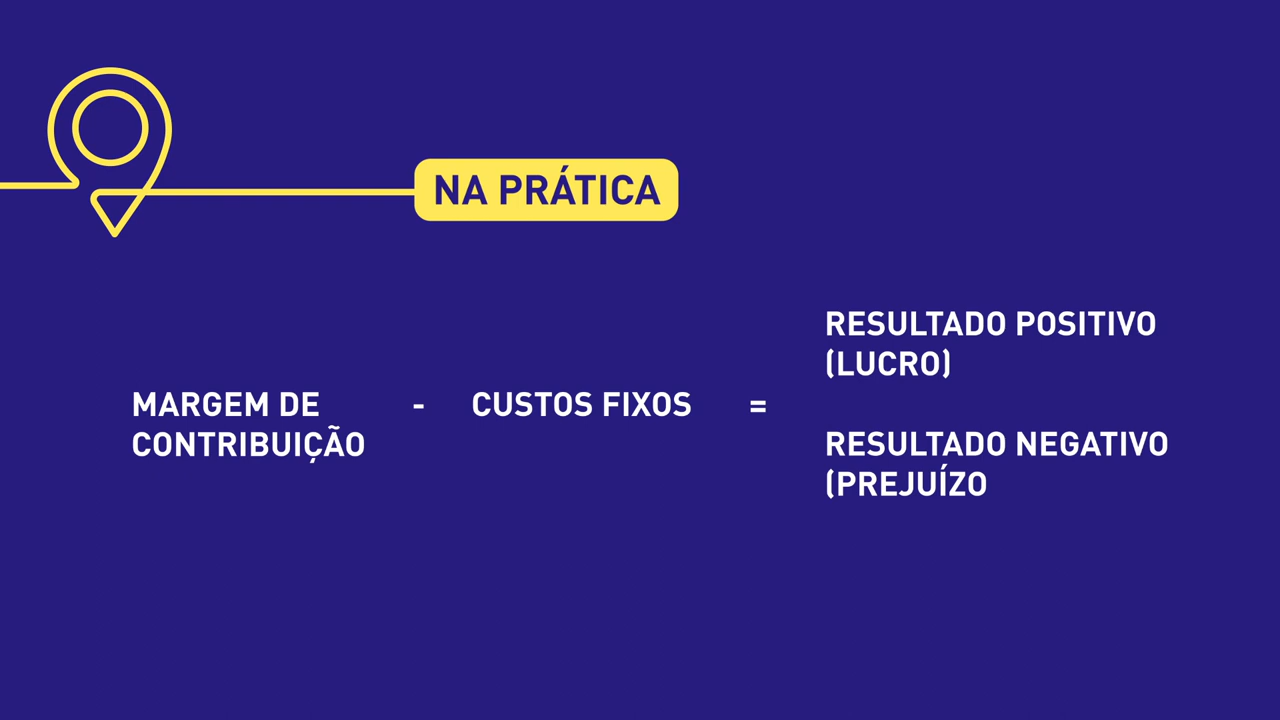 NA PRÁTICA
MARGEM DE
CONTRIBUIÇÃO
-
CUSTOS FIXOS
=
RESULTADO POSITIVO
(LUCRO)
RESULTADO NEGATIVO
(PREJUÍZO